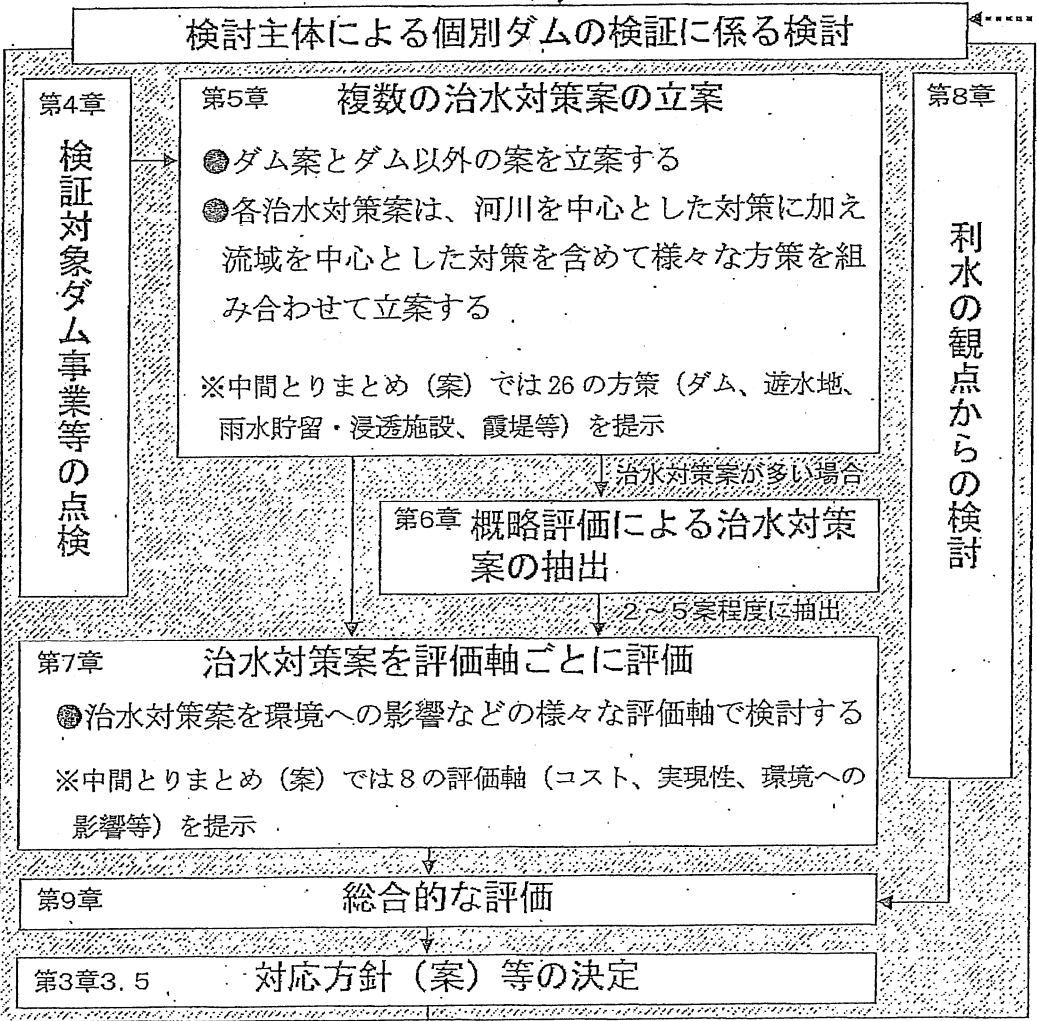 検討主体による個別ダムの検証に係る検討
第4章
検証対象ダム事業等の点検
第5章 複数の治水対策案の立案
●ダム案とダム以外の案を立案する
●各治水対策案は、河川を中心とした対策に加え
流域を中心とした対策を含めて様々な方策を組
み合わせて立案する
※中間とりまとめ（案）では26の方策（ダム、遊水地、
雨水貯留・浸透施設、霞堤等）を提示
治水対策案が多い場合
第6章 概略評価による治水対策
案の抽出
2～5案程度に抽出
第7章 治水対策案を評価軸ごとに評価
●治水対策案を環境への影響などの様々な評価軸で検討する
※中間とりまとめ（案）では8の評価軸（コスト、実現性、環境への
影響等）を提示
第8章
利水の観点からの検討
第9章 総合的な評価
第3章3.5 対応方針（案）等の決定